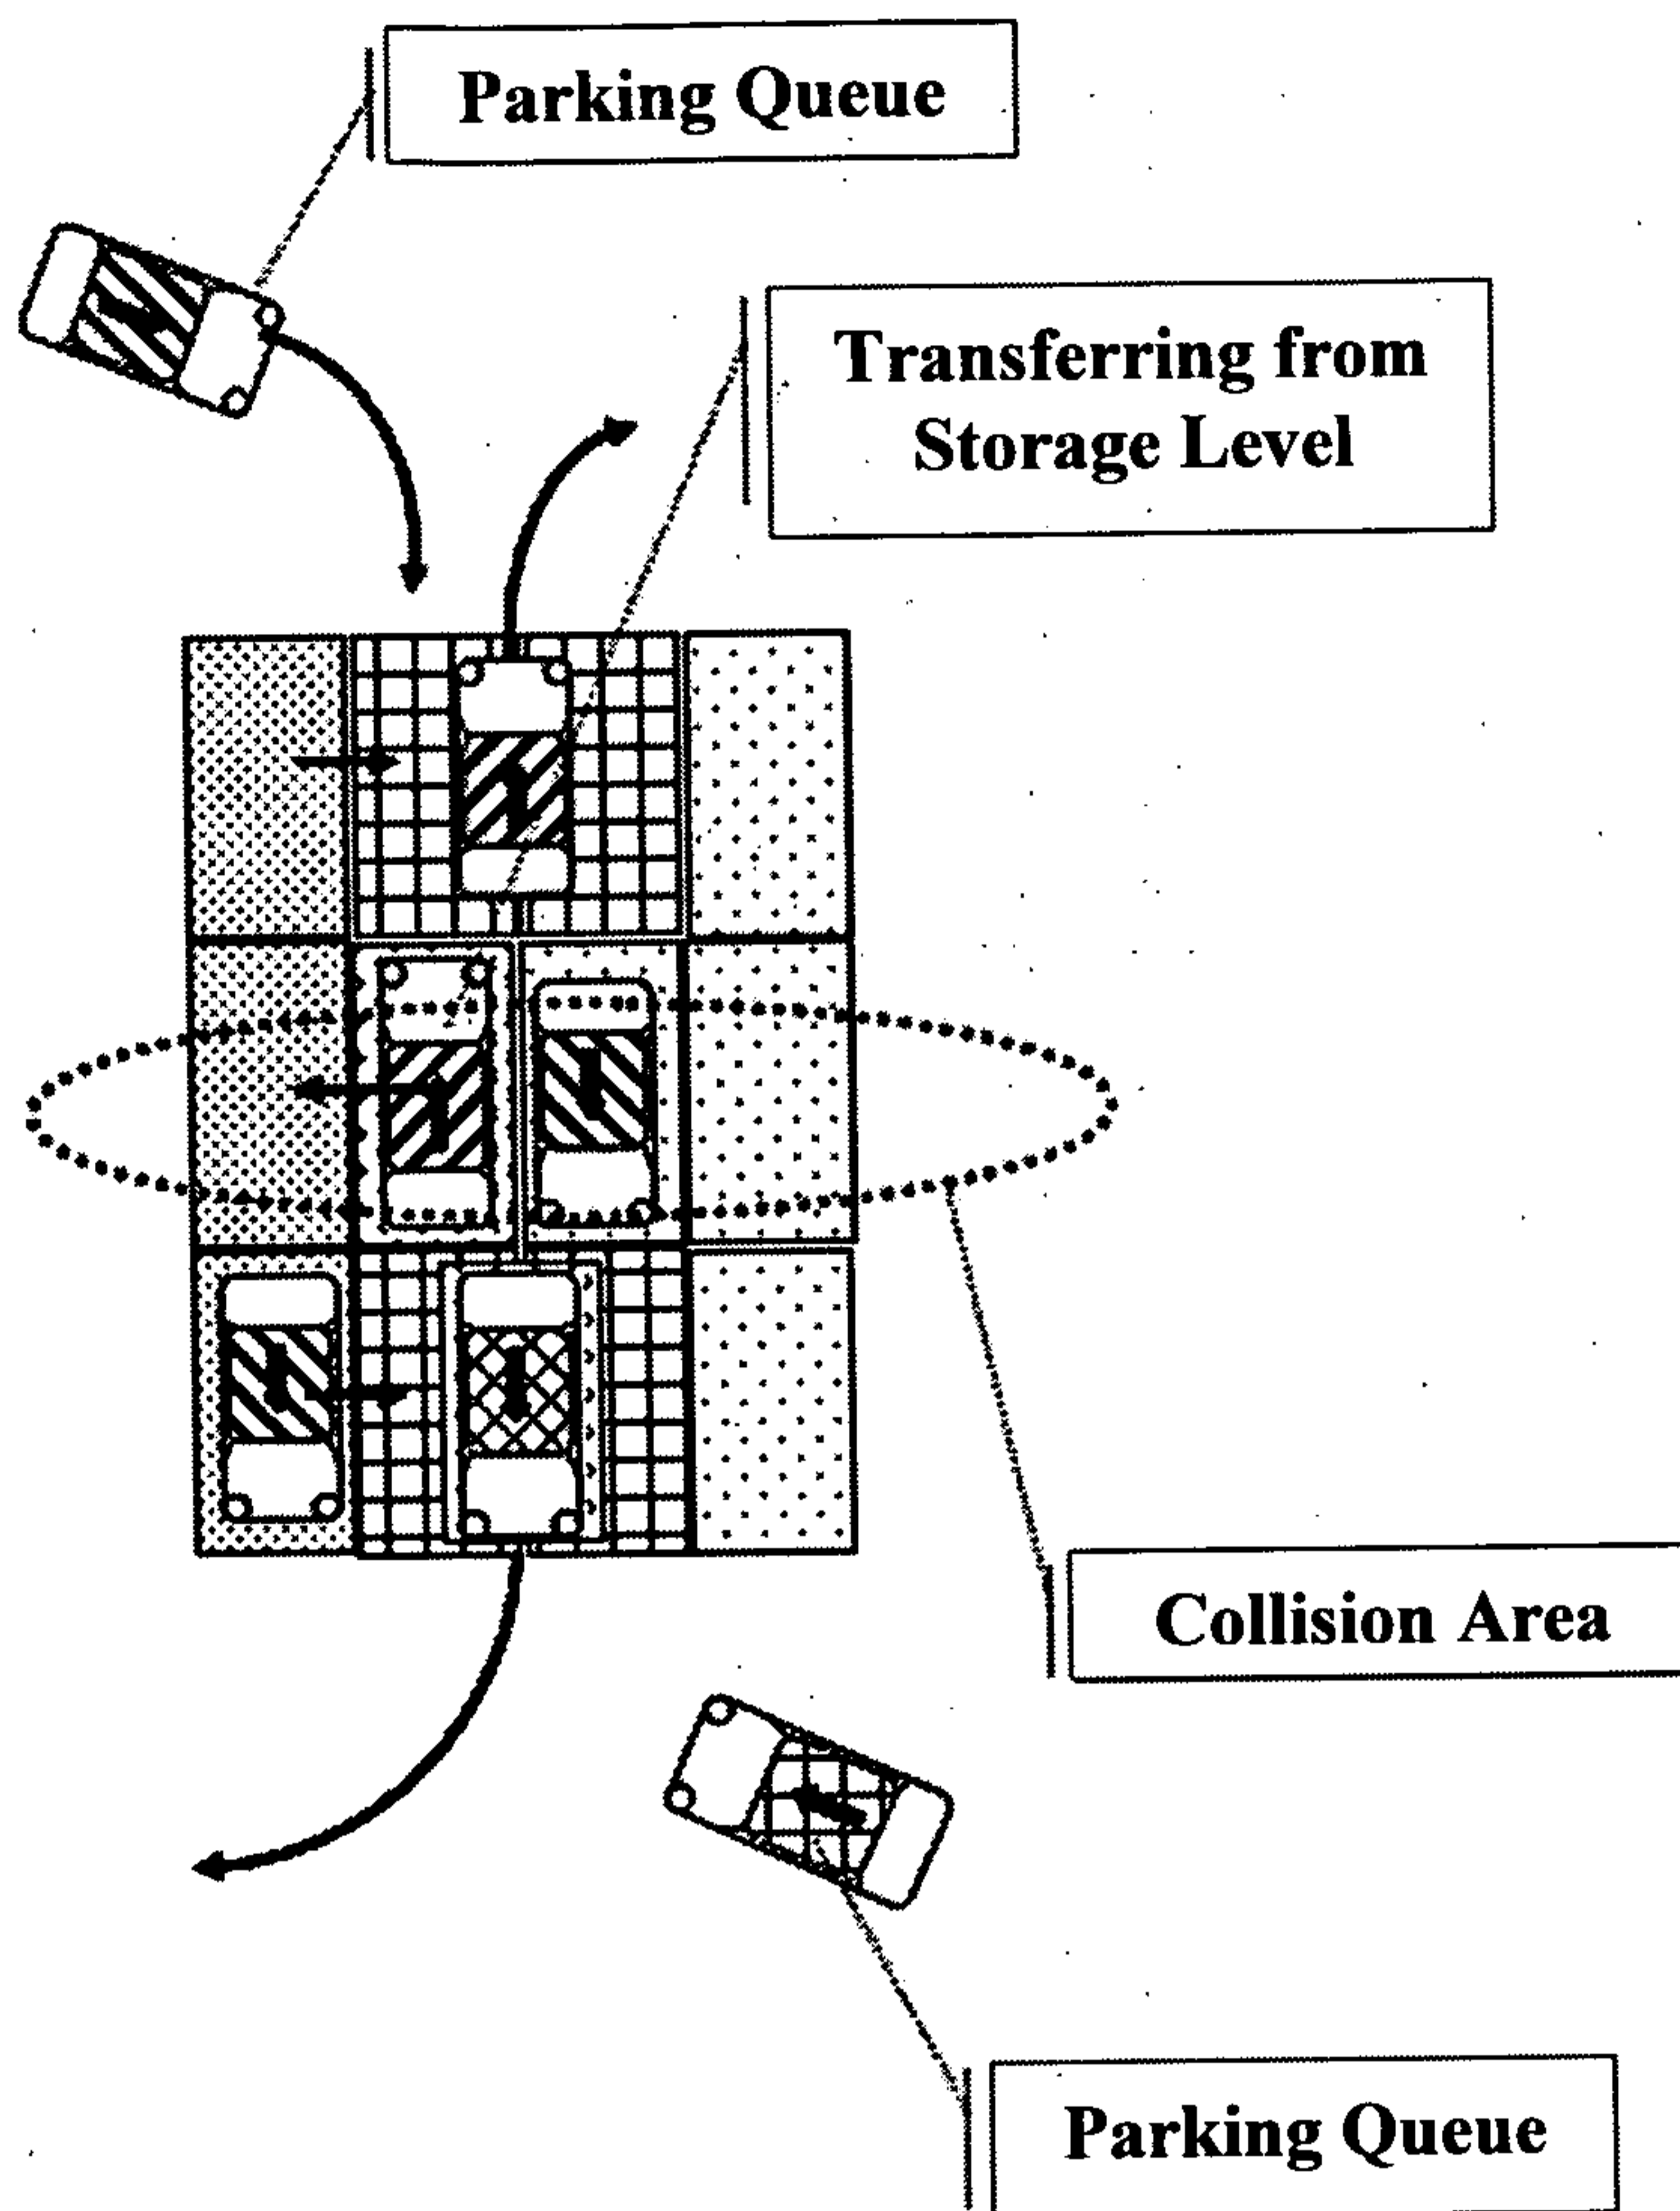 Parking Queue
Transferring from
Storage Level
Collision Area
Parking Queue